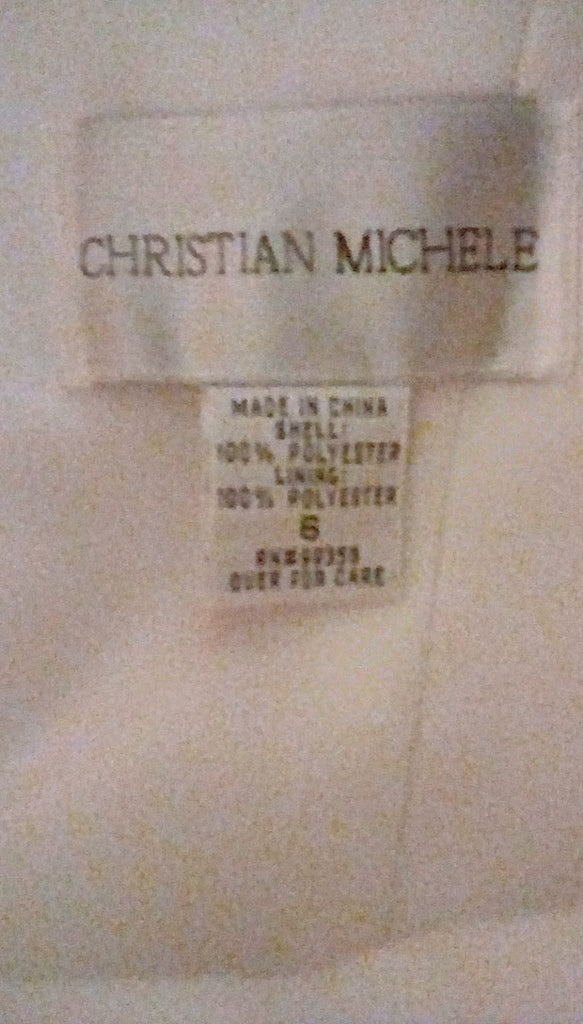 CHRISTIAN MICHELE
MADE IN CHINA
SHELL:
100% POLYESTER
LINING:
100% POLYESTER
6
OVER FOR CARE